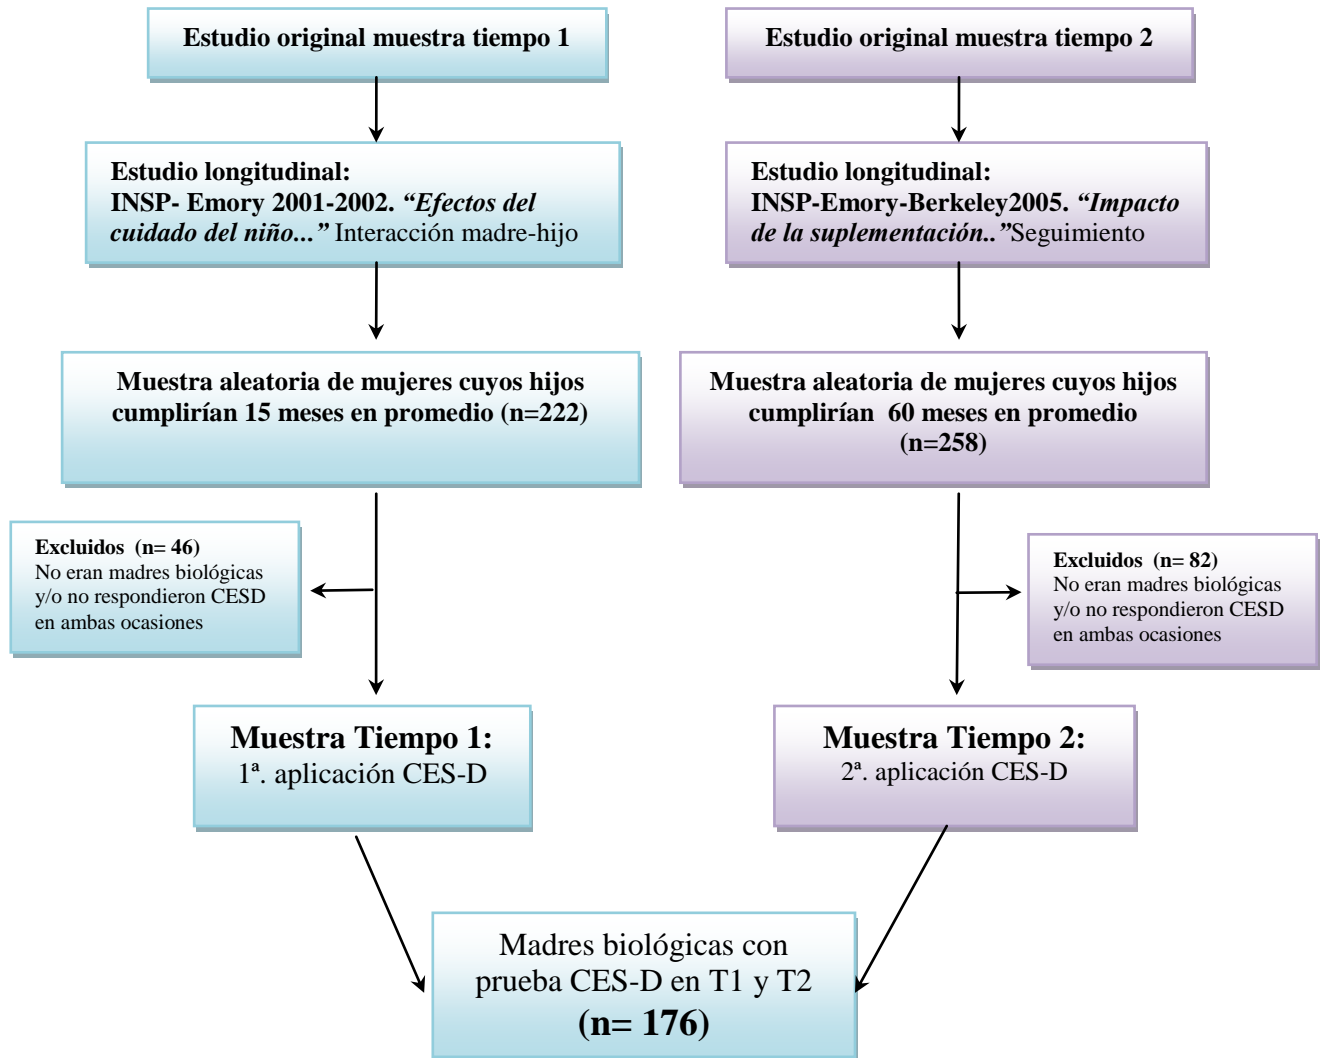 Estudio original muestra tiempo 1
Estudio original muestra tiempo 2
Estudio longitudinal:
INSP- Emory 2001-2002. “Efectos del
cuidado del niño...” Interacción madre-hijo
Estudio longitudinal:
INSP-Emory-Berkeley2005. “Impacto
de la suplementación..”Seguimiento
Muestra aleatoria de mujeres cuyos hijos
cumplirían 15 meses en promedio (n=222)
Muestra aleatoria de mujeres cuyos hijos
cumplirían 60 meses en promedio
(n=258)
Excluidos (n= 46)
No eran madres biológicas
y/o no respondieron CESD
en ambas ocasiones
Excluidos (n= 82)
No eran madres biológicas
y/o no respondieron CESD
en ambas ocasiones
Muestra Tiempo 1:
1ª. aplicación CES-D
Muestra Tiempo 2:
2ª. aplicación CES-D
Madres biológicas con
prueba CES-D en T1 y T2
(n= 176)